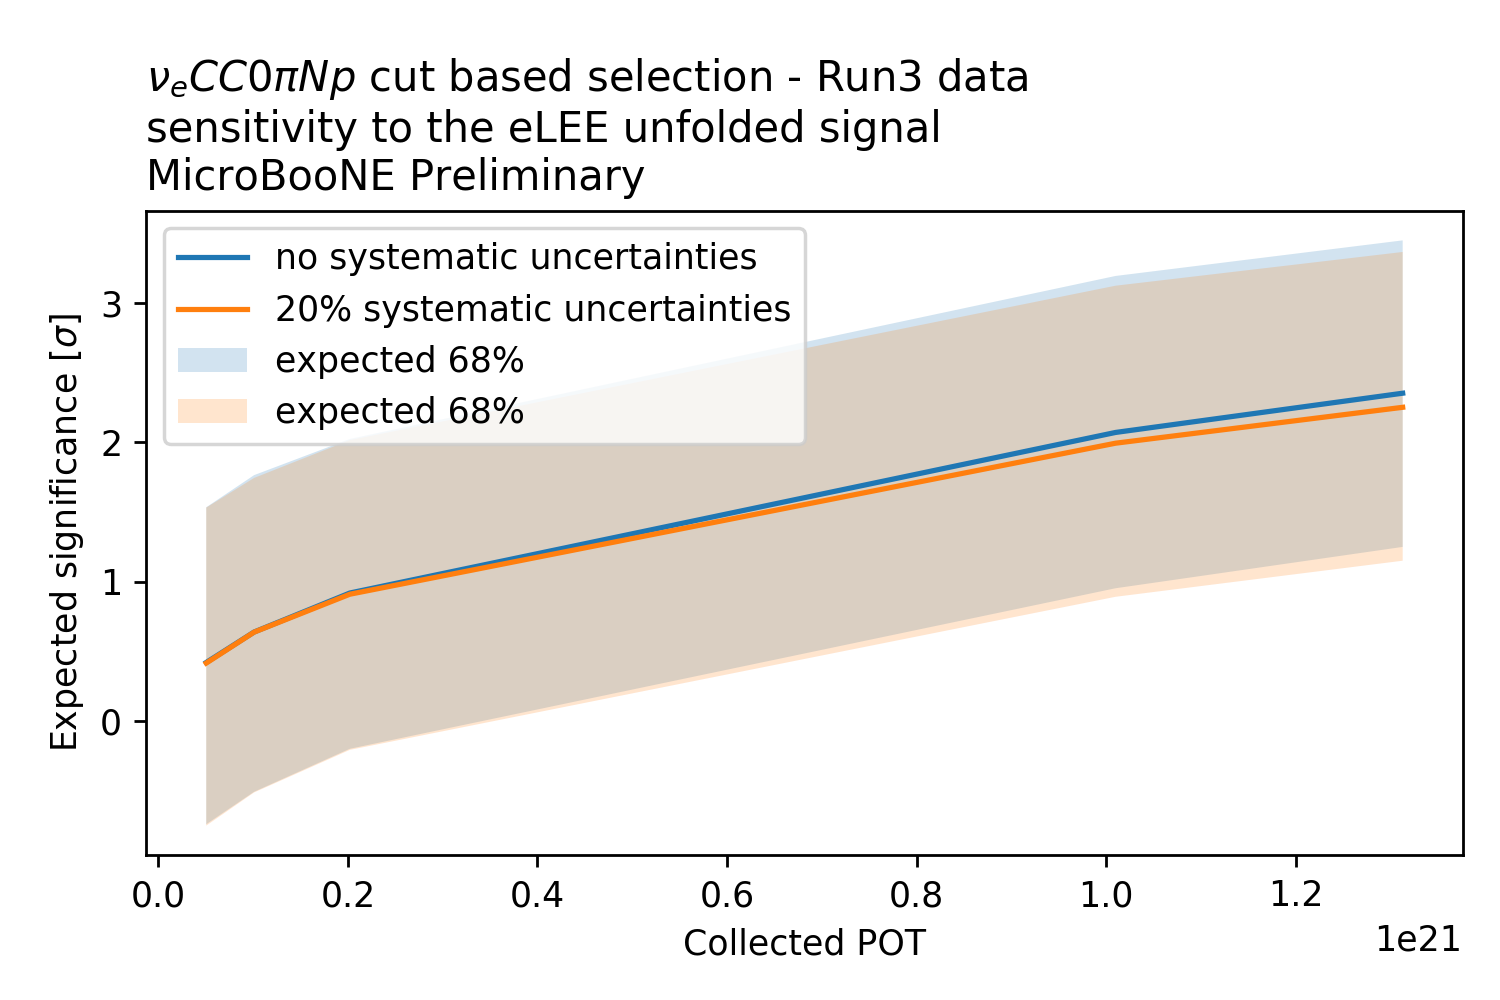 νeCC0πNp cut based selection - Run3 data
sensitivity to the eLEE unfolded signal
MicroBooNE Preliminary
no systematic uncertainties
20% systematic uncertainties
expected 68%
expected 68%
Expected significance [σ]
3
2
1
0
0.0 0.2 0.4 0.6 0.8 1.0 1.2
1e21
Collected POT